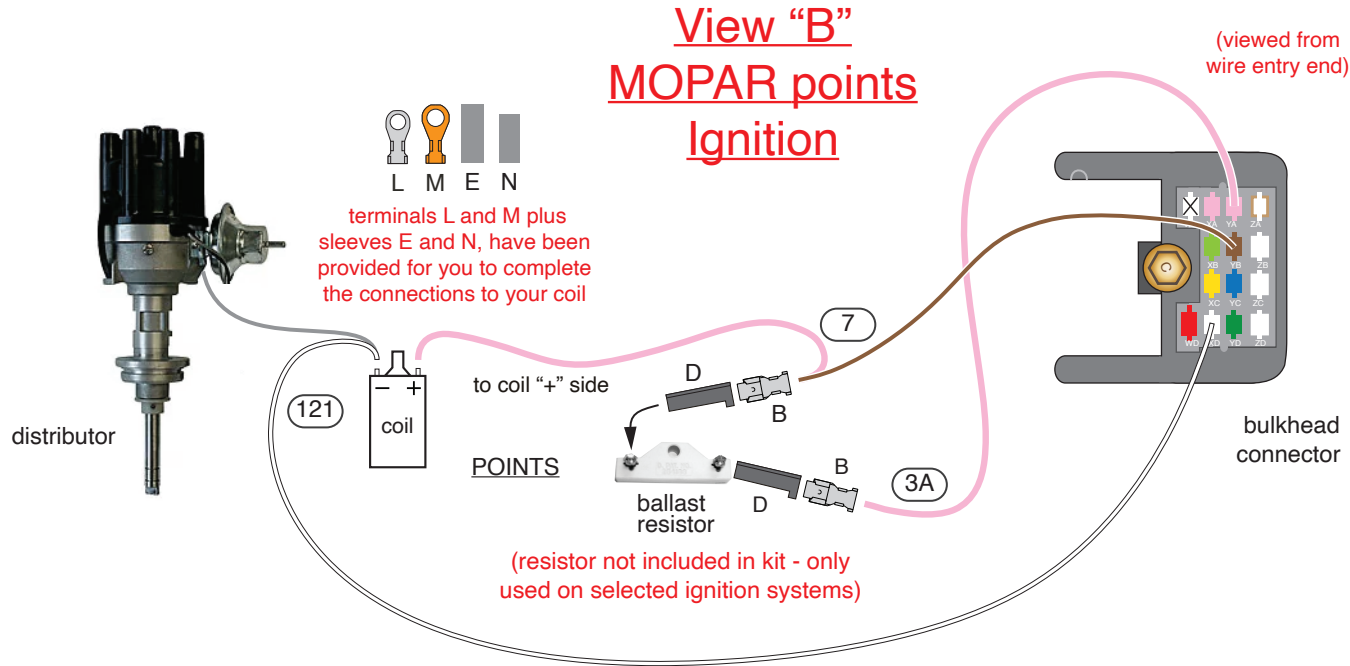 View “B”
MOPAR points
Ignition
(viewed from
wire entry end)
L M E N
terminals L and M plus
sleeves E and N, have been
provided for you to complete
the connections to your coil
7
to coil “+” side
D
B
121
− +
coil
distributor
POINTS
ballast
resistor
D
B
3A
(resistor not included in kit - only
used on selected ignition systems)
X
XA YA ZA
XB YB ZB
C
XC YC ZC
WD XD YD ZD
bulkhead
connector